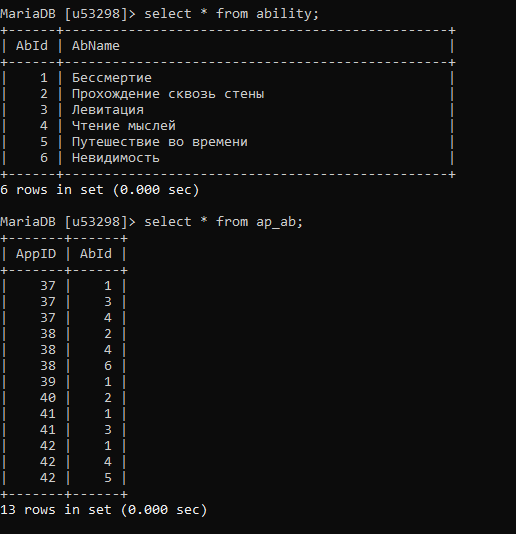 MariaDB [u53298]> select * from ability;
+------+------------------------------------------------+
| AbId | AbName                                         |
+------+------------------------------------------------+
|    1 | Бессмертие                                     |
|    2 | Прохождение сквозь стены                       |
|    3 | Левитация                                      |
|    4 | Чтение мыслей                                  |
|    5 | Путешествие во времени                         |
|    6 | Невидимость                                    |
+------+------------------------------------------------+
6 rows in set (0.000 sec)

MariaDB [u53298]> select * from ap_ab;
+-------+------+
| AppID | AbId |
+-------+------+
|    37 |    1 |
|    37 |    3 |
|    37 |    4 |
|    38 |    2 |
|    38 |    4 |
|    38 |    6 |
|    39 |    1 |
|    40 |    2 |
|    41 |    1 |
|    41 |    3 |
|    42 |    1 |
|    42 |    4 |
|    42 |    5 |
+-------+------+
13 rows in set (0.000 sec)